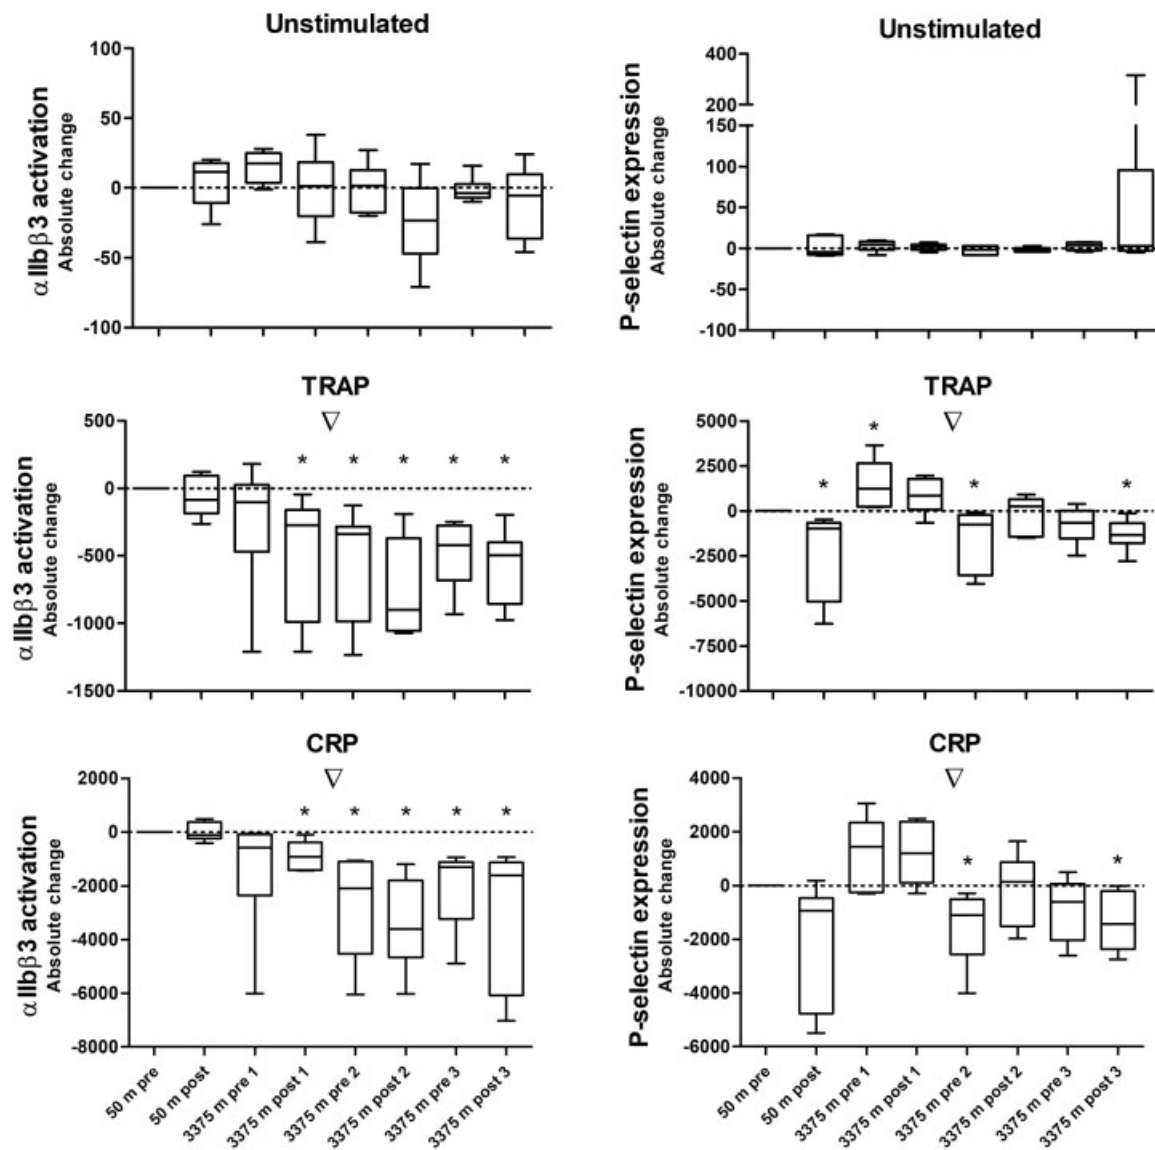 Unstimulated
αIIbβ3 activation
Absolute change
100
50
0
-50
-100
Unstimulated
P-selectin expression
Absolute change
400
200
150
100
50
0
-50
-100
TRAP
αIIbβ3 activation
Absolute change
500
0
-500
-1000
-1500
* * * * *
TRAP
P-selectin expression
Absolute change
5000
2500
0
-2500
-5000
-7500
-10000
* * * *
CRP
αIIbβ3 activation
Absolute change
2000
0
-2000
-4000
-6000
-8000
* * * * *
50 m pre
50 m post
3375 m pre 1
3375 m post 1
3375 m pre 2
3375 m post 2
3375 m pre 3
3375 m post 3
CRP
P-selectin expression
Absolute change
4000
2000
0
-2000
-4000
-6000
* *
50 m pre
50 m post
3375 m pre 1
3375 m post 1
3375 m pre 2
3375 m post 2
3375 m pre 3
3375 m post 3